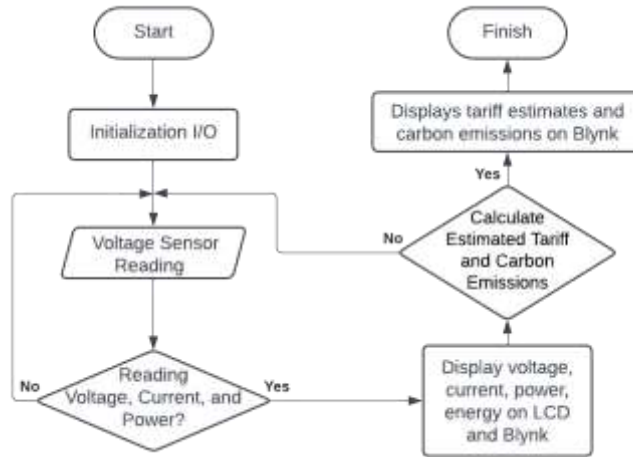 Start
Initialization I/O
Voltage Sensor
Reading
Reading
Voltage, Current, and
Power?
No
Yes
Display voltage,
current, power,
energy on LCD
and Blynk
Calculate
Estimated Tariff
and Carbon
Emissions
No
Yes
Displays tariff estimates and
carbon emissions on Blynk
Finish